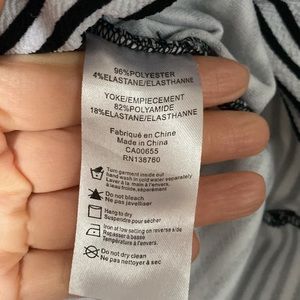 96%POLYESTER
4%ELASTANE/ELASTHANNE
YOKE/EMPIECEMENT
82%POLYAMIDE
18%ELASTANE/ELASTHANNE
Fabriqué en Chine
Made in China
CA00655
RN138760
Turn garment inside out
hand wash in cold water separately
Laver à la main à l'envers,
à l'eau froide, séparément.
Do not bleach
Ne pas javelliser
Hang to dry
Suspendre pour sécher
Iron at low setting on reverse side
Repasser à basse
température à l'envers
Do not dry clean
Ne pas nettoyer à sec